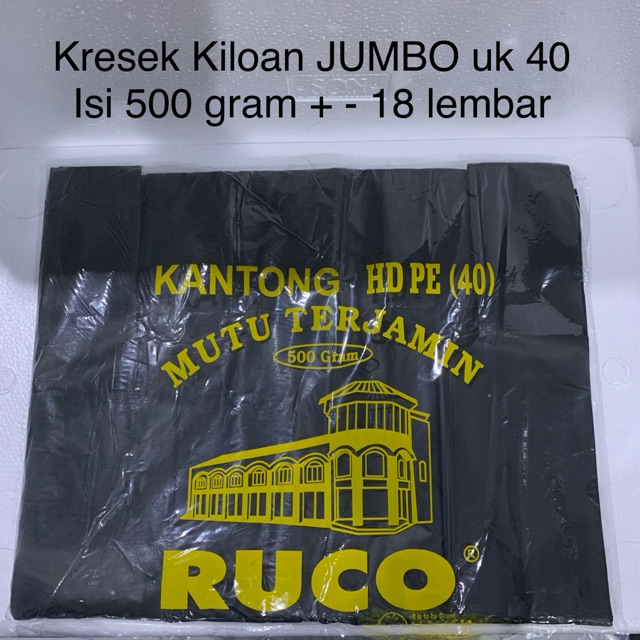 Kresek Kiloan JUMBO uk 40
Isi 500 gram + - 18 lembar
KANTONG HD PE (40)
MUTU TERJAMIN
500 Gram
RUCO ®